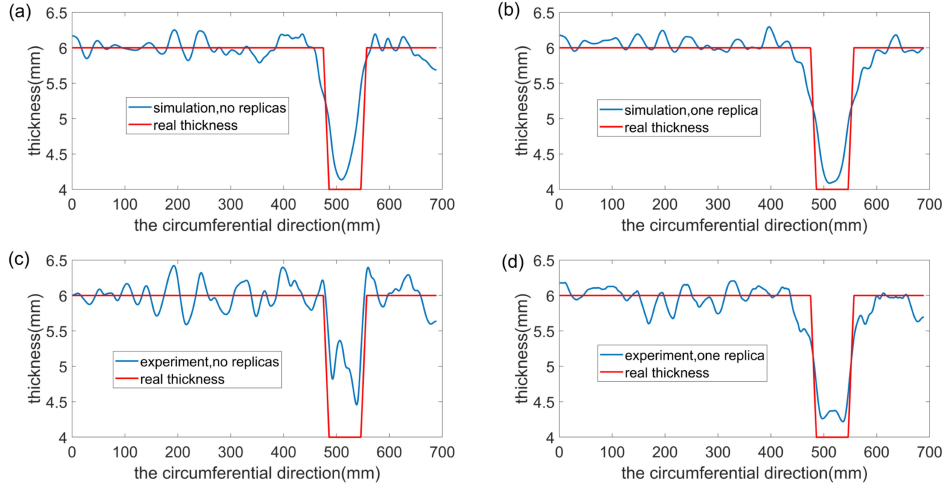 (a)
6.5
6
5.5
5
4.5
4
thickness(mm)
simulation,no replicas
real thickness
0 100 200 300 400 500 600 700
the circumferential direction(mm)
(b)
6.5
6
5.5
5
4.5
4
thickness(mm)
simulation,one replica
real thickness
0 100 200 300 400 500 600 700
the circumferential direction(mm)
(c)
6.5
6
5.5
5
4.5
4
thickness(mm)
experiment,no replicas
real thickness
0 100 200 300 400 500 600 700
the circumferential direction(mm)
(d)
6.5
6
5.5
5
4.5
4
thickness(mm)
experiment,one replica
real thickness
0 100 200 300 400 500 600 700
the circumferential direction(mm)